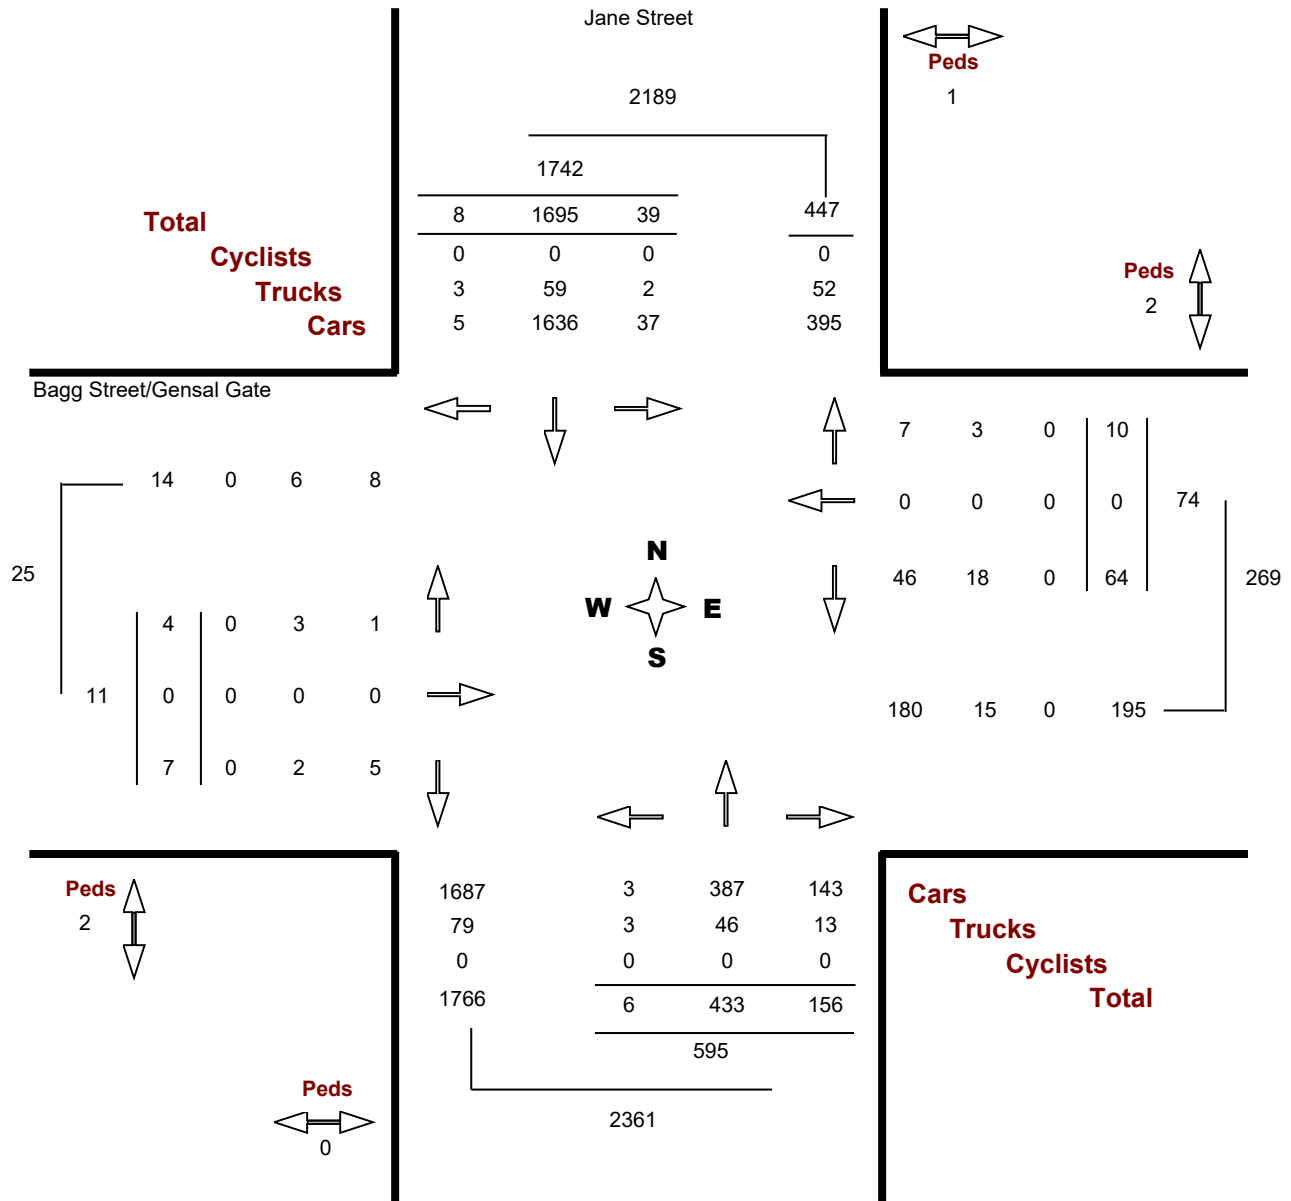 Jane Street
Peds
1
2189
1742
8 1695 39 447
Total
0 0 0 0
Cyclists
3 59 2 52
Trucks
5 1636 37 395
Cars
Peds
2
Bagg Street/Gensal Gate
7 3 0 10
14 0 6 8
0 0 0 0 74
N
25
46 18 0 64 269
W E
4 0 3 1
S
11 0 0 0 0
180 15 0 195
7 0 2 5
Peds
2
1687 3 387 143
Cars
79 3 46 13
Trucks
0 0 0 0
Cyclists
1766 6 433 156
Total
595
Peds
0
2361